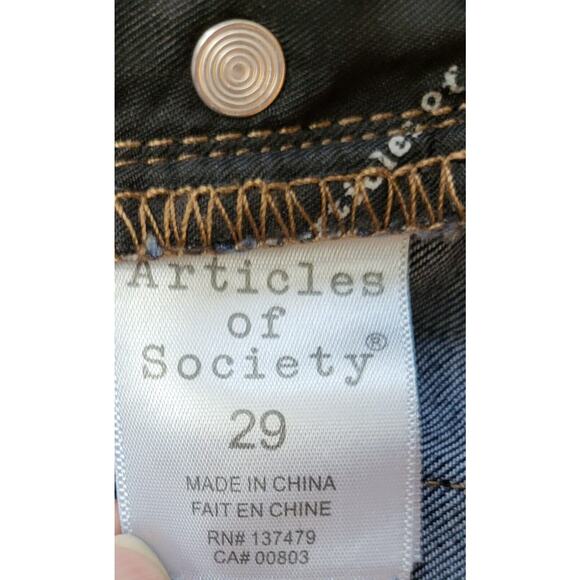 Articles
of
Society®
29
MADE IN CHINA
FAIT EN CHINE
RN# 137479
CA# 00803